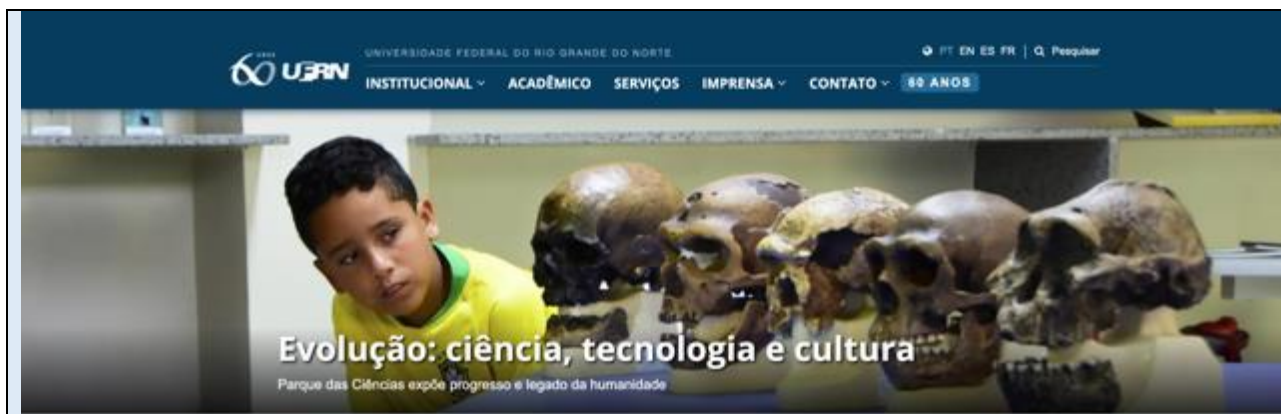 UNIVERSIDADE FEDERAL DO RIO GRANDE DO NORTE
PT EN ES FR | Pesquisar
60 UFRN
INSTITUCIONAL ACADÊMICO SERVIÇOS IMPRENSA CONTATO 60 ANOS
Evolução: ciência, tecnologia e cultura
Parque das Ciências expõe progresso e legado da humanidade